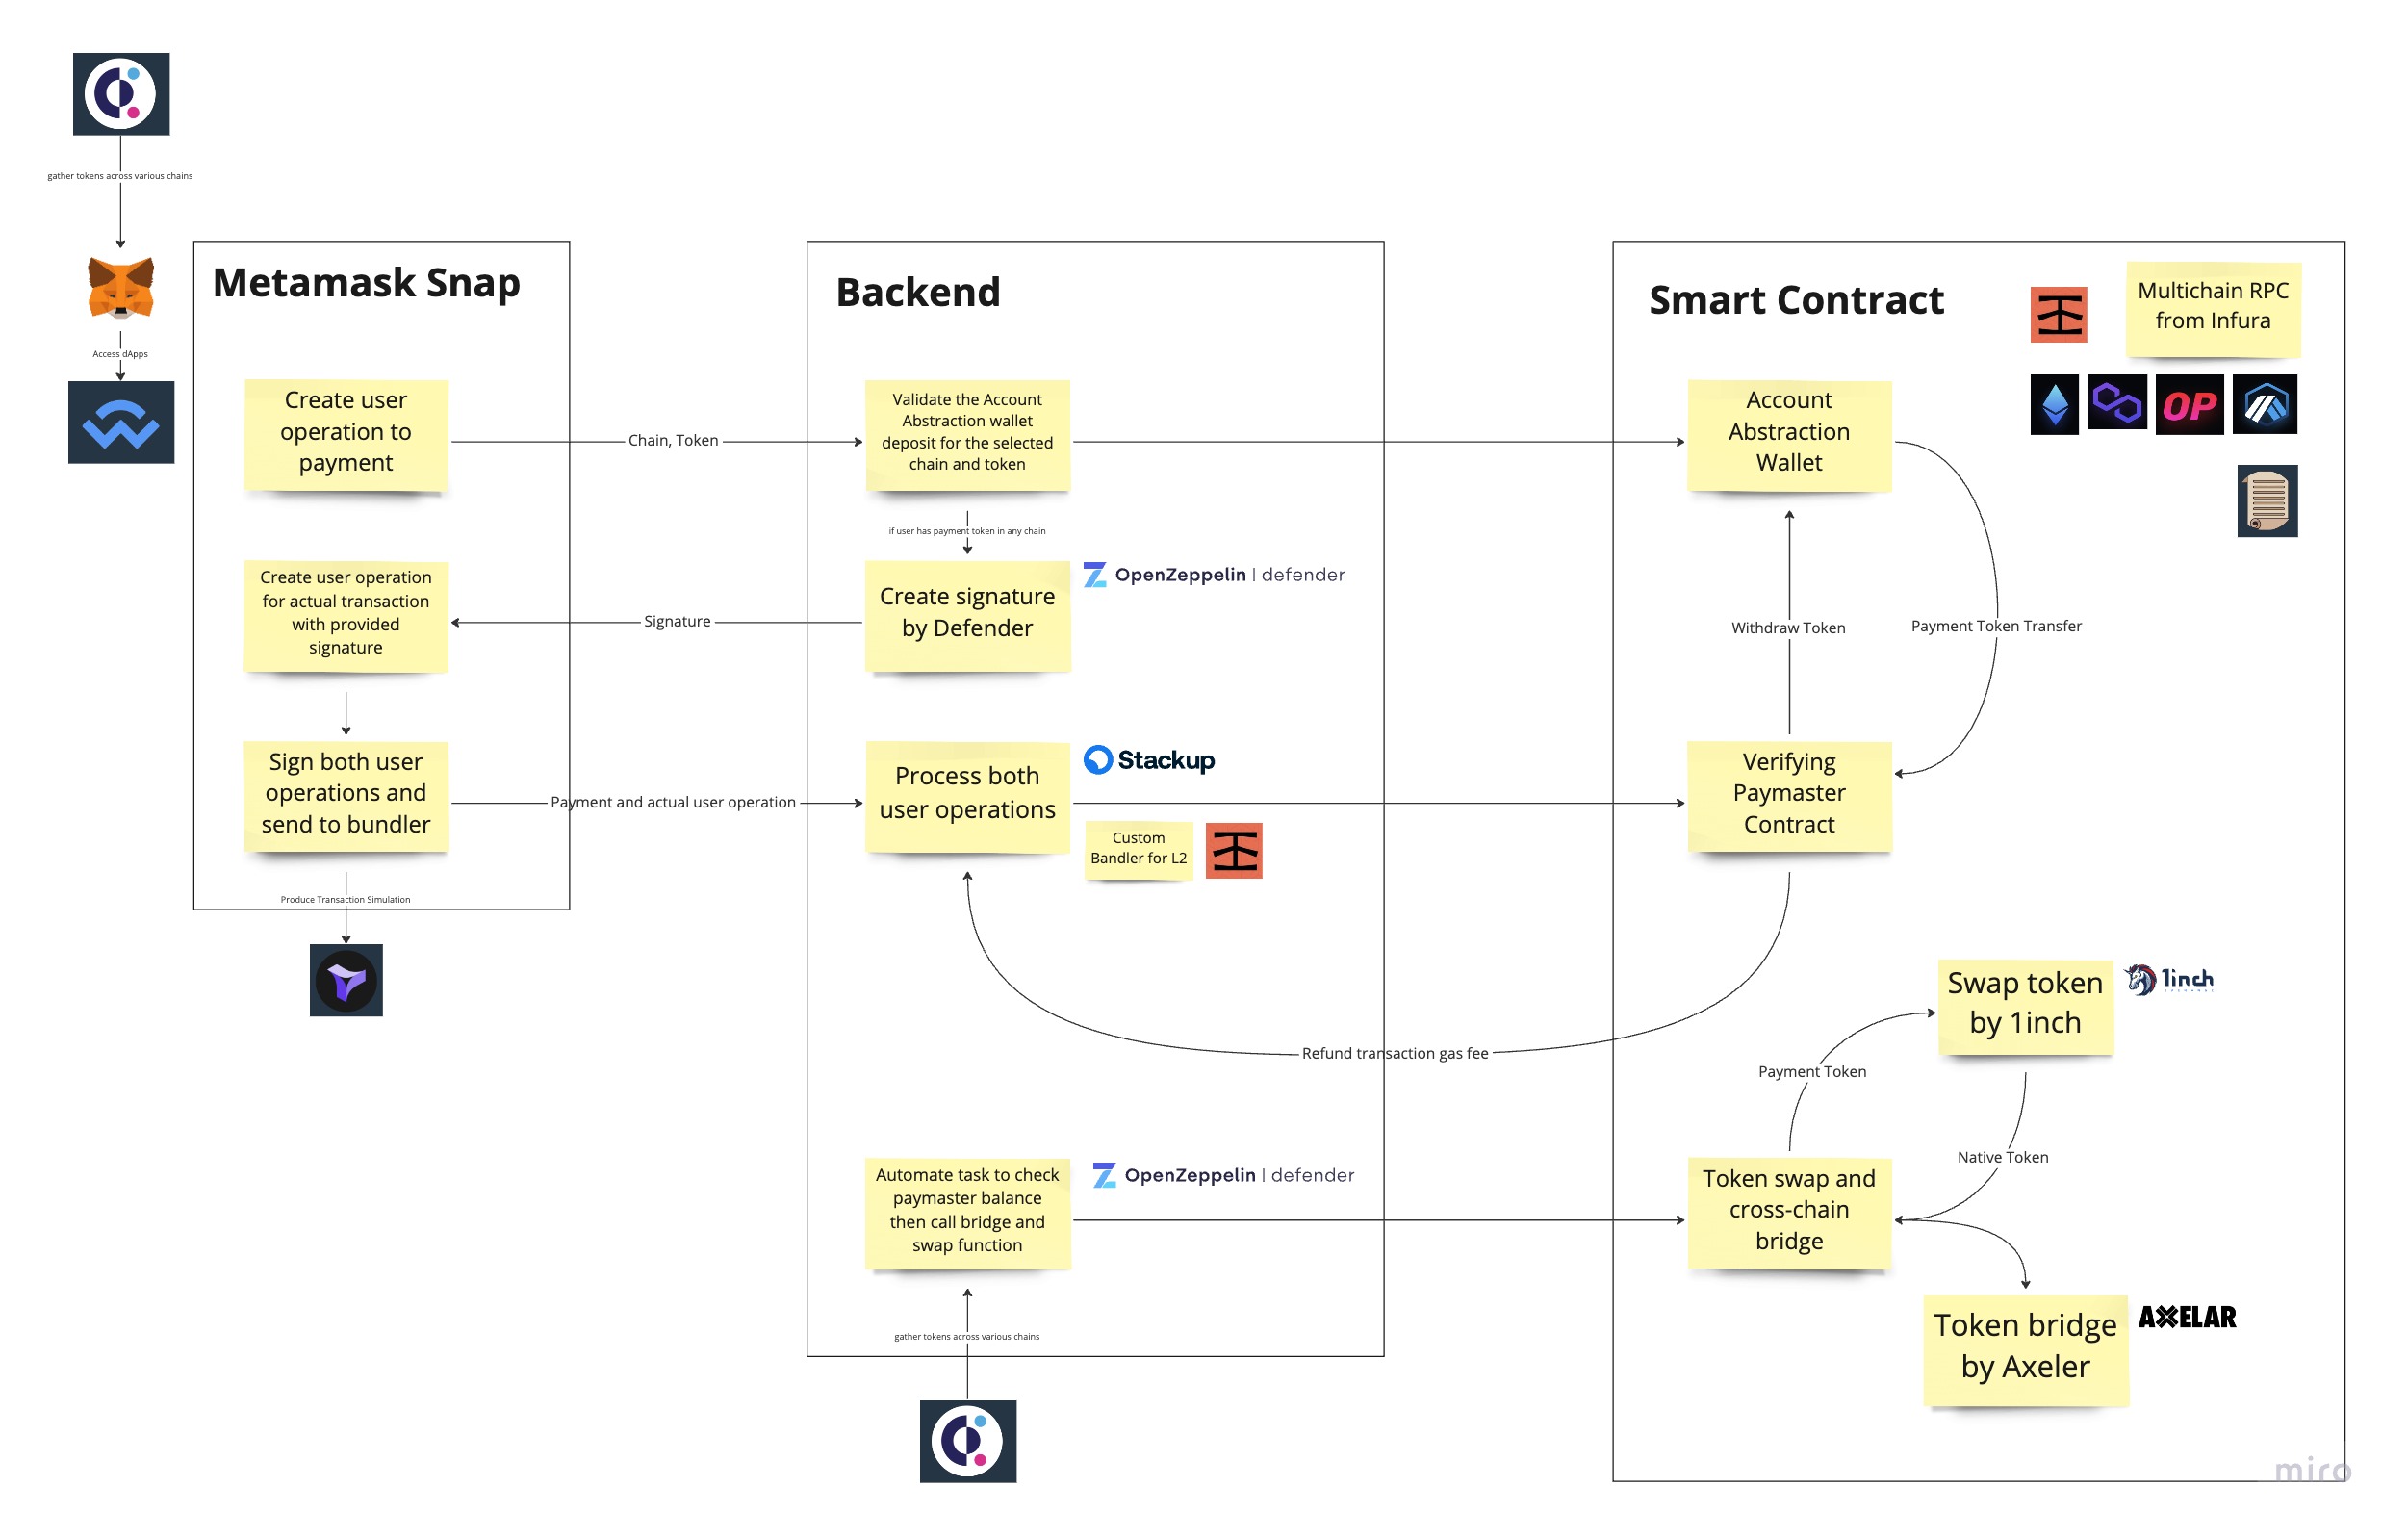 gather tokens across various chains
Access dApps
Metamask Snap
Create user
operation to
payment
Create user operation
for actual transaction
with provided
signature
Sign both user
operations and
send to bundler
Produce Transaction Simulation
Chain, Token
Signature
Payment and actual user operation
Backend
Validate the Account
Abstraction wallet
deposit for the selected
chain and token
if user has payment token in any chain
Create signature
by Defender
OpenZeppelin | defender
Process both
user operations
Stackup
Custom
Bandler for L2
Refund transaction gas fee
Automate task to check
paymaster balance
then call bridge and
swap function
OpenZeppelin | defender
gather tokens across various chains
Smart Contract
Multichain RPC
from Infura
OP
Account
Abstraction
Wallet
Withdraw Token
Payment Token Transfer
Verifying
Paymaster
Contract
Swap token
by 1inch
1inch
Payment Token
Native Token
Token swap and
cross-chain
bridge
Token bridge
by Axeler
AXELAR
miro